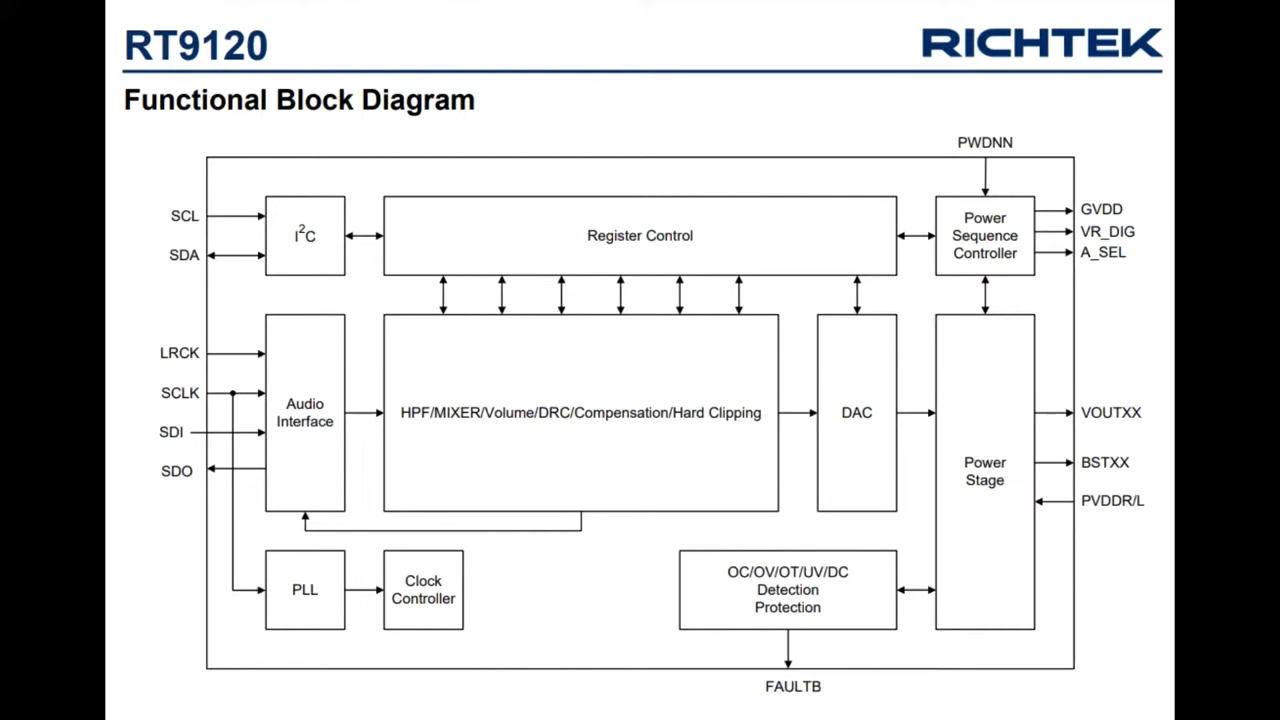 RT9120
RICHTEK
Functional Block Diagram
PWDNN
SCL
SDA
I²C
Register Control
Power
Sequence
Controller
GVDD
VR_DIG
A_SEL
LRCK
SCLK
SDI
SDO
Audio
Interface
HPF/MIXER/Volume/DRC/Compensation/Hard Clipping
DAC
Power
Stage
VOUTXX
BSTXX
PVDDR/L
PLL
Clock
Controller
OC/OV/OT/UV/DC
Detection
Protection
FAULTB